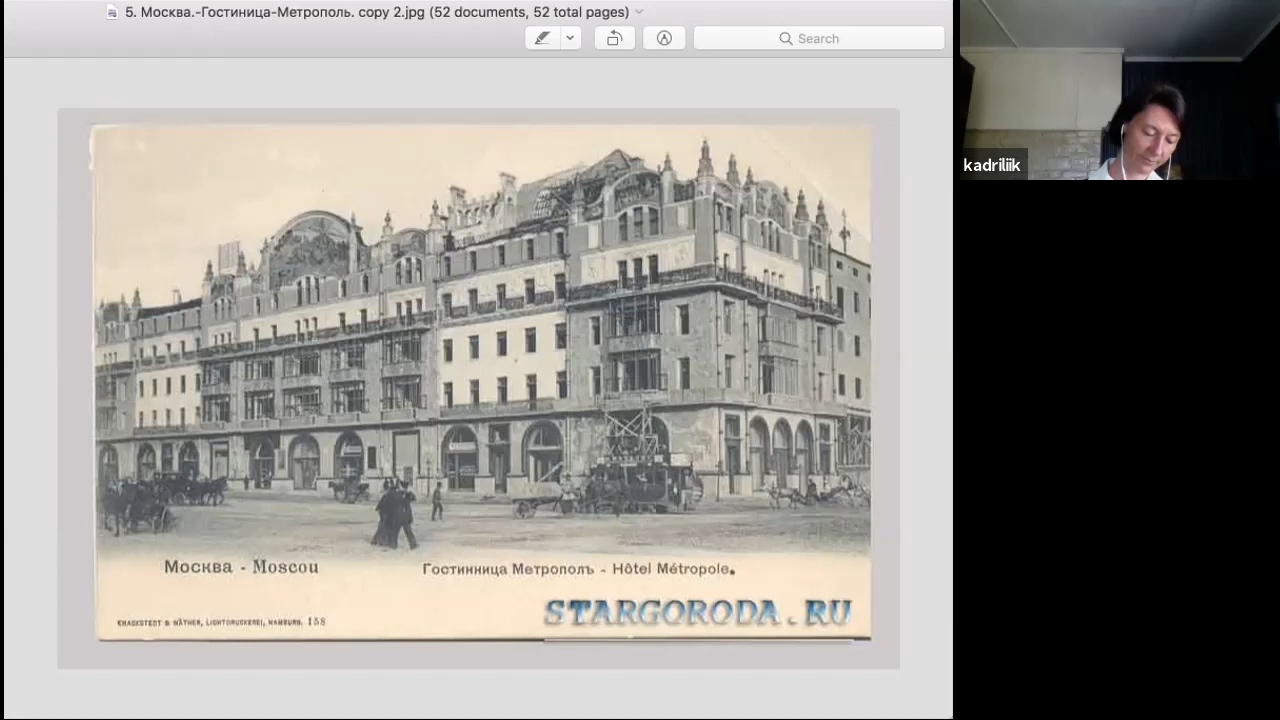 5. Москва.-Гостиница-Метрополь. copy 2.jpg (52 documents, 52 total pages)
Search
kadriliik
Москва - Moscou
Гостинница Метрополъ - Hôtel Métropole.
STARGORODA.RU
KNACKSTEDT & NÄTHER, LICHTDRUCKEREI, HAMBURG. 158